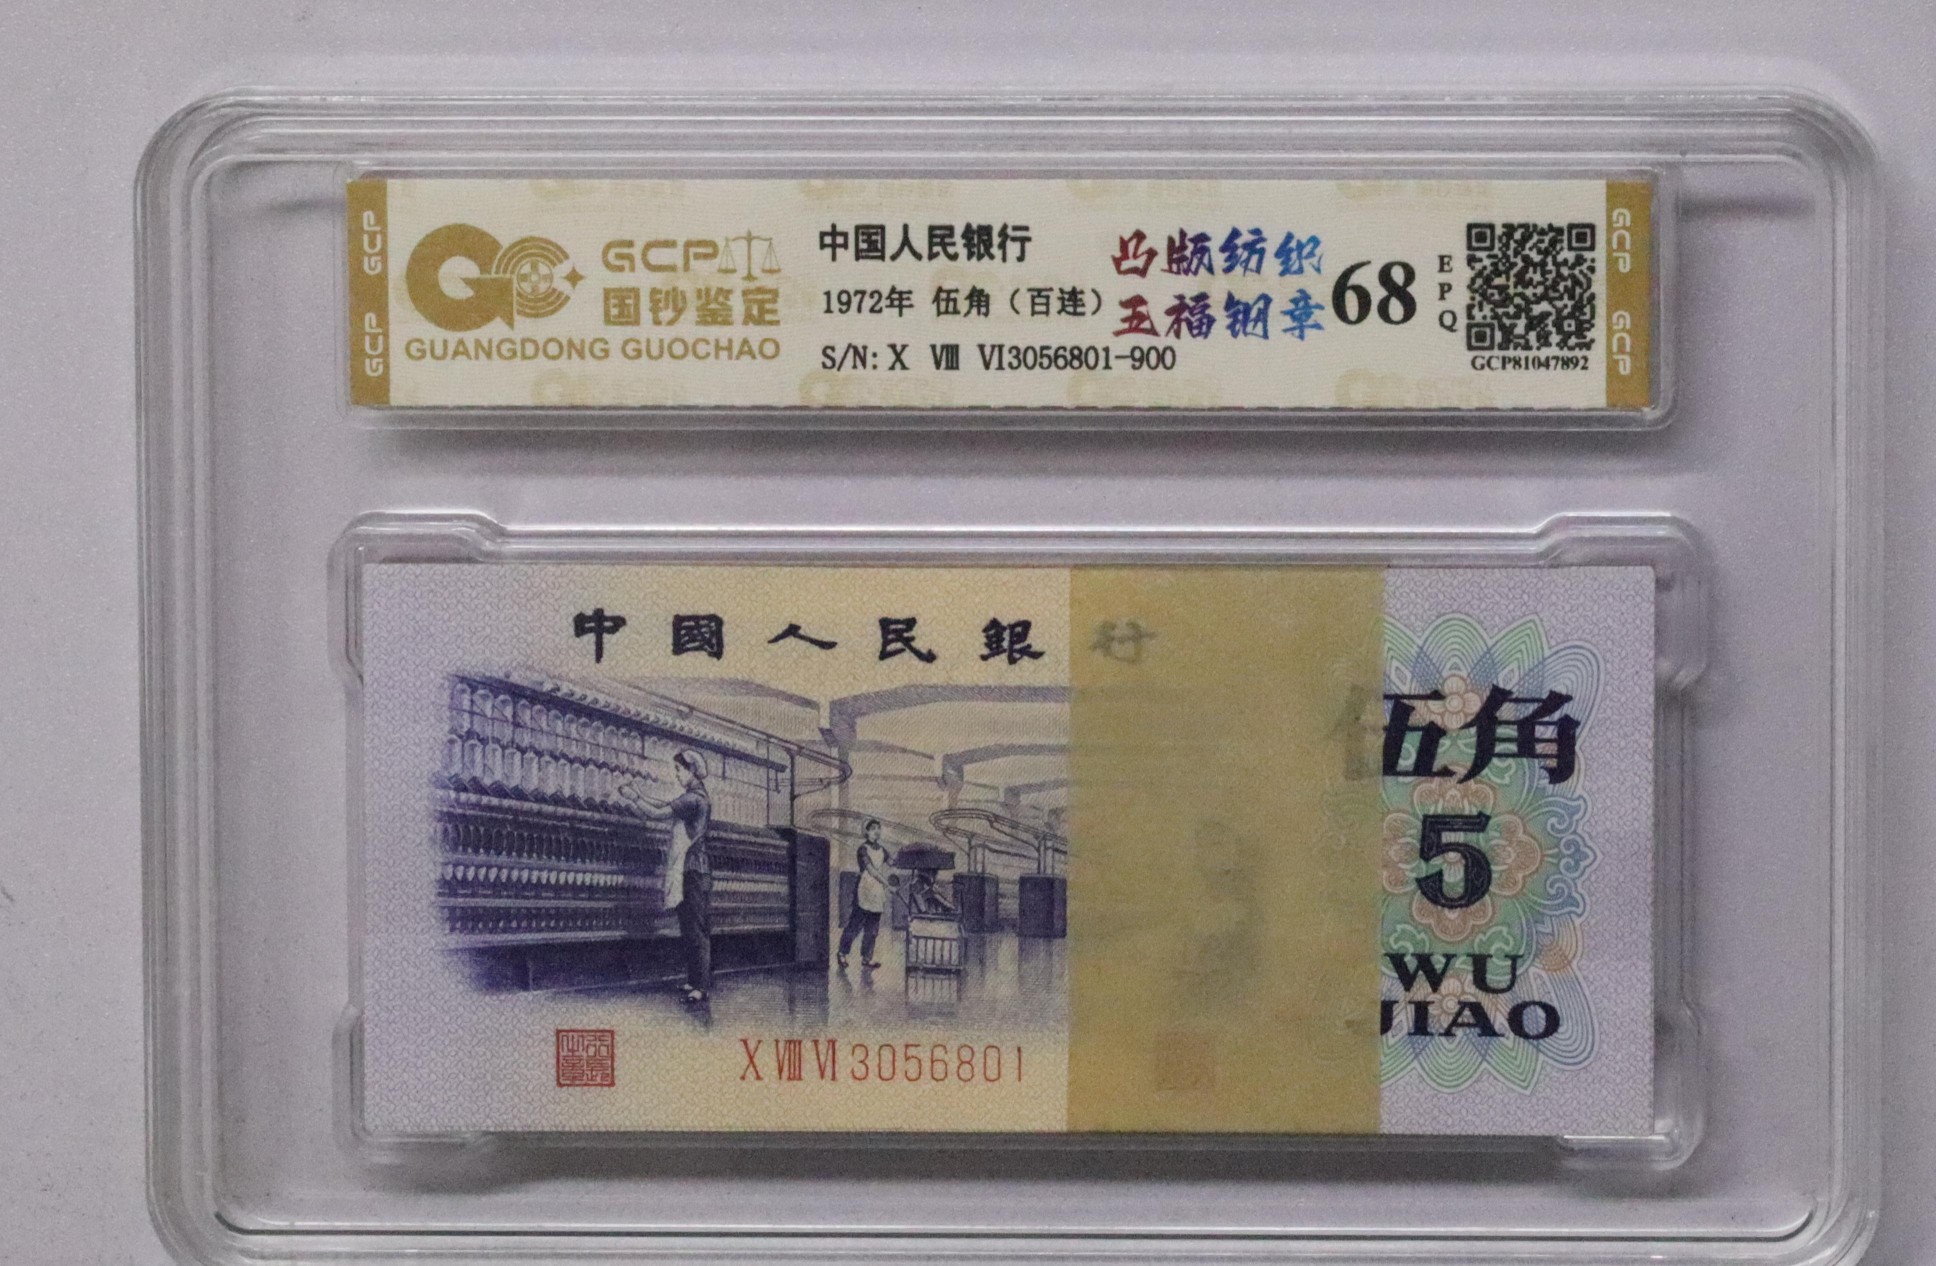 GCP
GCP
国钞鉴定
GUANGDONG GUOCHAO
中国人民银行
1972年 伍角（百连）
S/N: X Ⅷ Ⅵ3056801-900
凸版纺织
五福钢章
68
EPQ
GCP81047892
GCP
GCP
GCP
中國人民銀行
伍角
5
WU
JIAO
X Ⅷ Ⅵ 3056801